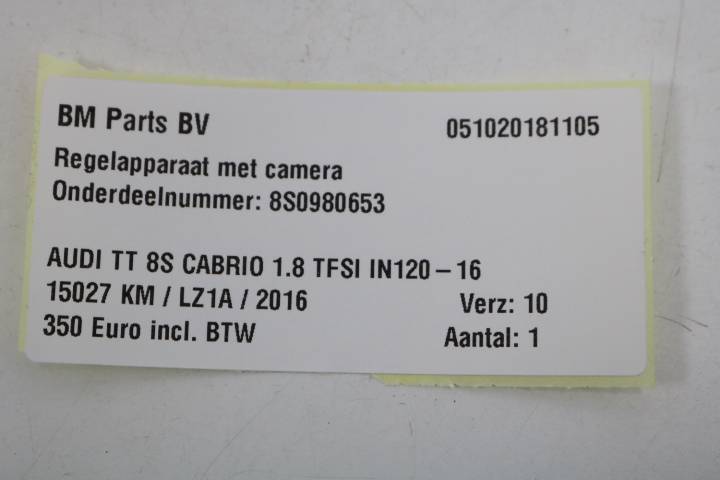 BM Parts BV 051020181105
Regelapparaat met camera
Onderdeelnummer: 8S0980653
AUDI TT 8S CABRIO 1.8 TFSI IN120-16
15027 KM / LZ1A / 2016 Verz: 10
350 Euro incl. BTW Aantal: 1